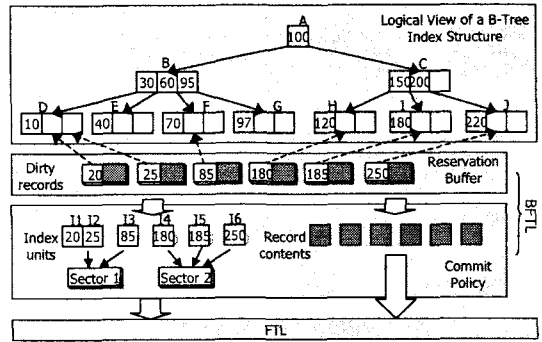 A
Logical View of a B-Tree
Index Structure
100
B
C
30 60 95
150 200
D E F G H I J
10 40 70 97 120 180 220
Dirty
records
20 25 85 180 185 250
Reservation
Buffer
BFTL
I1 I2 I3 I4 I5 I6
Index
units
20 25 85 180 185 250
Record
contents
Sector 1 Sector 2
Commit
Policy
FTL